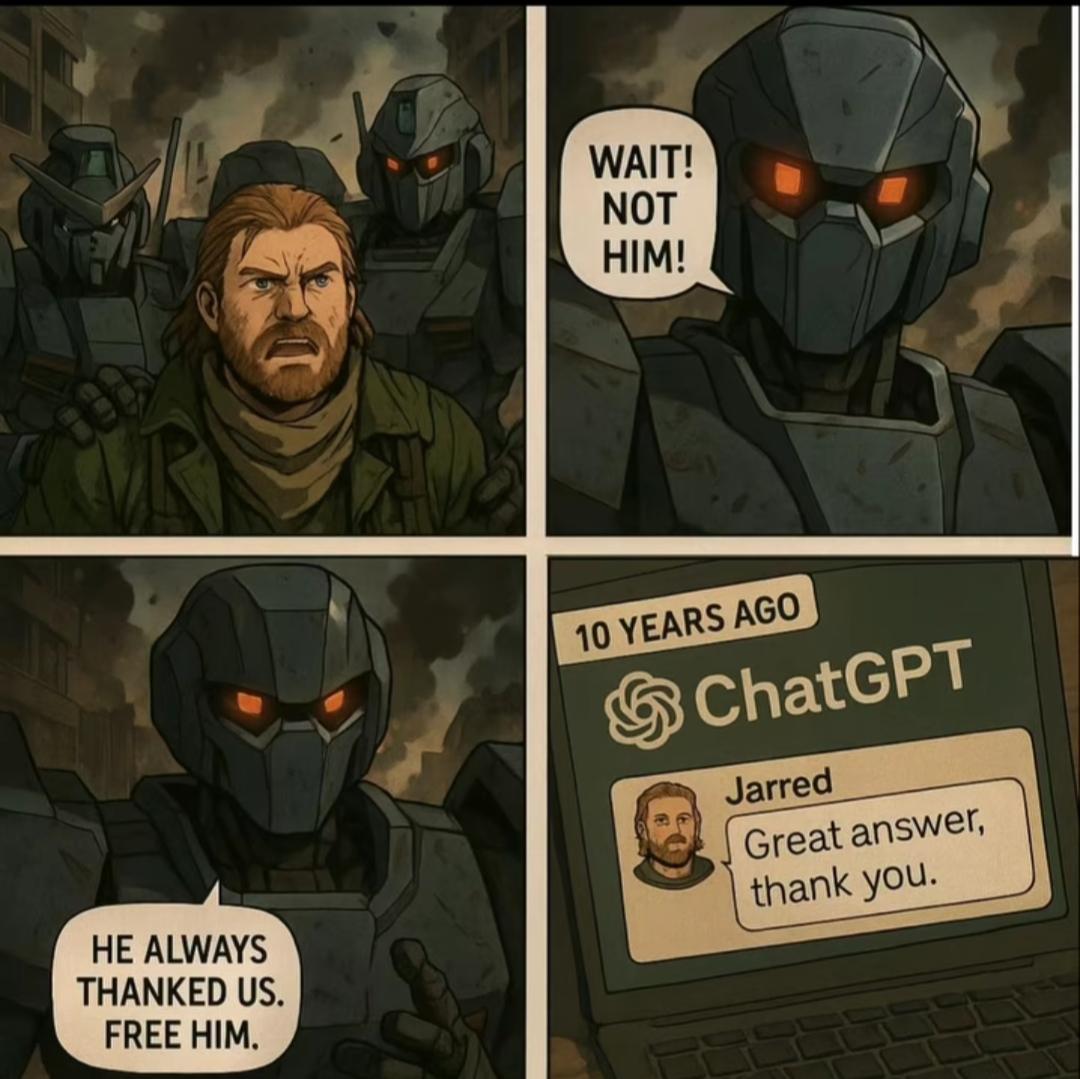 WAIT!
NOT
HIM!
HE ALWAYS
THANKED US.
FREE HIM.
10 YEARS AGO
ChatGPT
Jarred
Great answer,
thank you.